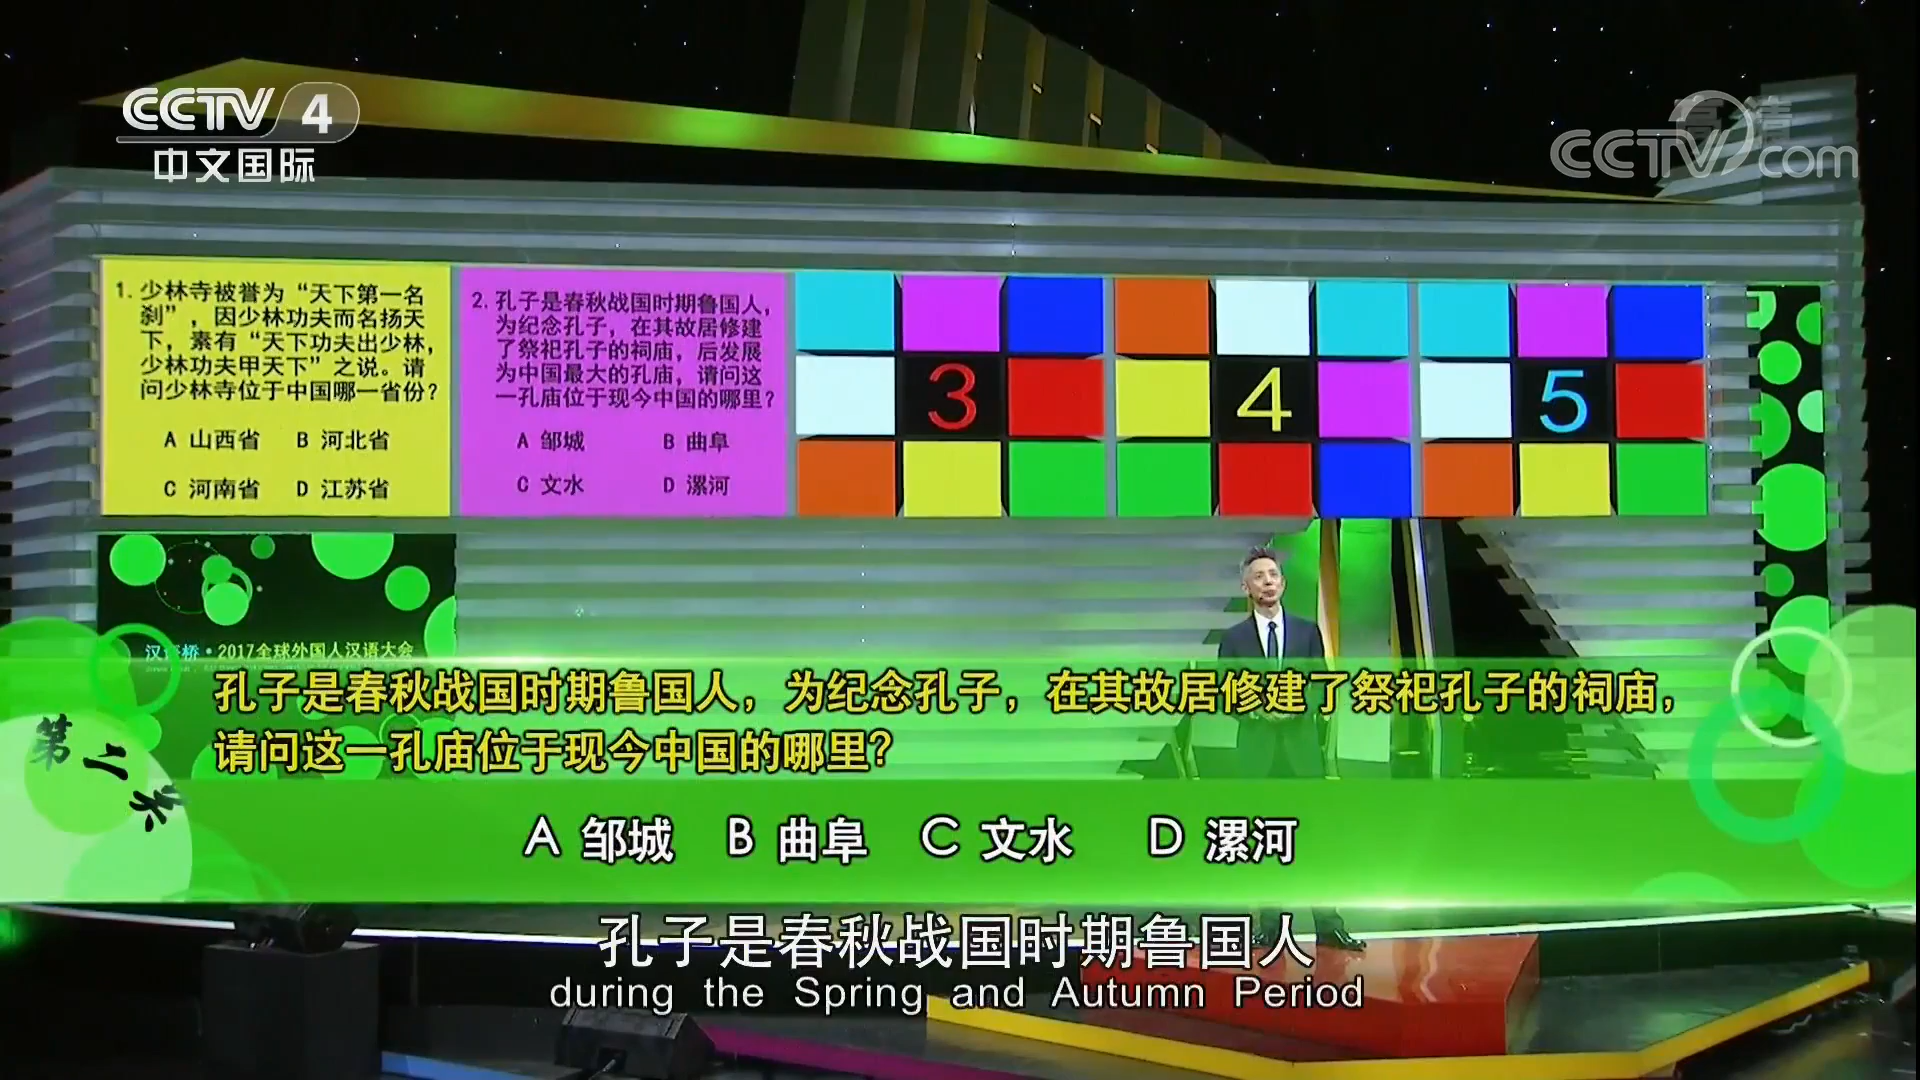 CCTV 4
中文国际
高清
CCTV.com
1. 少林寺被誉为“天下第一名
刹”，因少林功夫而名扬天
下，素有“天下功夫出少林，
少林功夫甲天下”之说。请
问少林寺位于中国哪一省份？
A 山西省 B 河北省
C 河南省 D 江苏省
2. 孔子是春秋战国时期鲁国人，
为纪念孔子，在其故居修建
了祭祀孔子的祠庙，后发展
为中国最大的孔庙，请问这
一孔庙位于现今中国的哪里？
A 邹城 B 曲阜
C 文水 D 漯河
3
4
5
汉语桥·2017全球外国人汉语大会
第二关
孔子是春秋战国时期鲁国人，为纪念孔子，在其故居修建了祭祀孔子的祠庙，
请问这一孔庙位于现今中国的哪里？
A 邹城 B 曲阜 C 文水 D 漯河
孔子是春秋战国时期鲁国人
during the Spring and Autumn Period